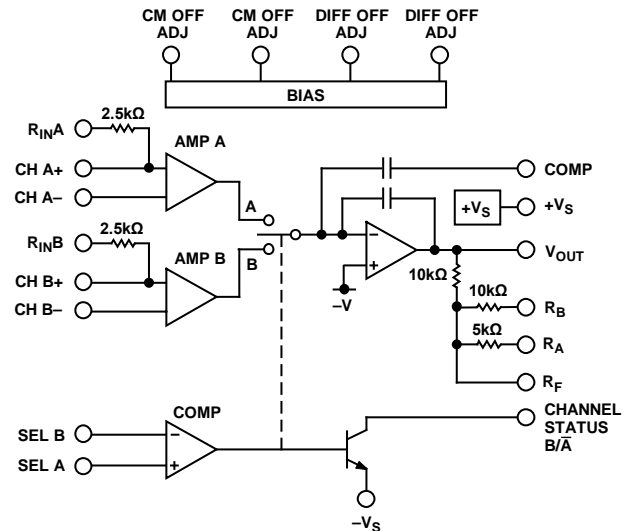 CM OFF ADJ
CM OFF ADJ
DIFF OFF ADJ
DIFF OFF ADJ
BIAS
2.5kΩ
RINA
AMP A
CH A+
CH A–
A
COMP
+VS
+VS
2.5kΩ
RINB
B
AMP B
CH B+
CH B–
–
+
–V
VOUT
10kΩ
10kΩ
RB
5kΩ
RA
RF
COMP
SEL B
–
SEL A
+
CHANNEL
STATUS
B/A̅
–VS